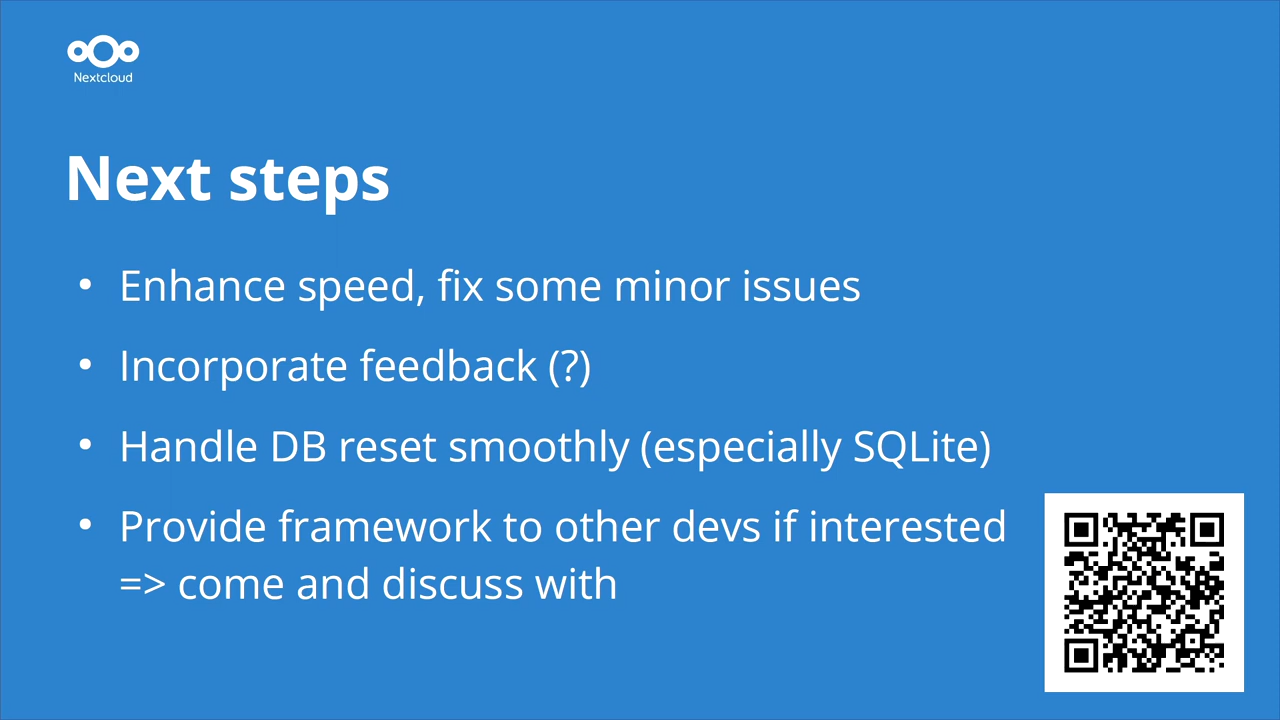 Nextcloud
Next steps
• Enhance speed, fix some minor issues
• Incorporate feedback (?)
• Handle DB reset smoothly (especially SQLite)
• Provide framework to other devs if interested
=> come and discuss with